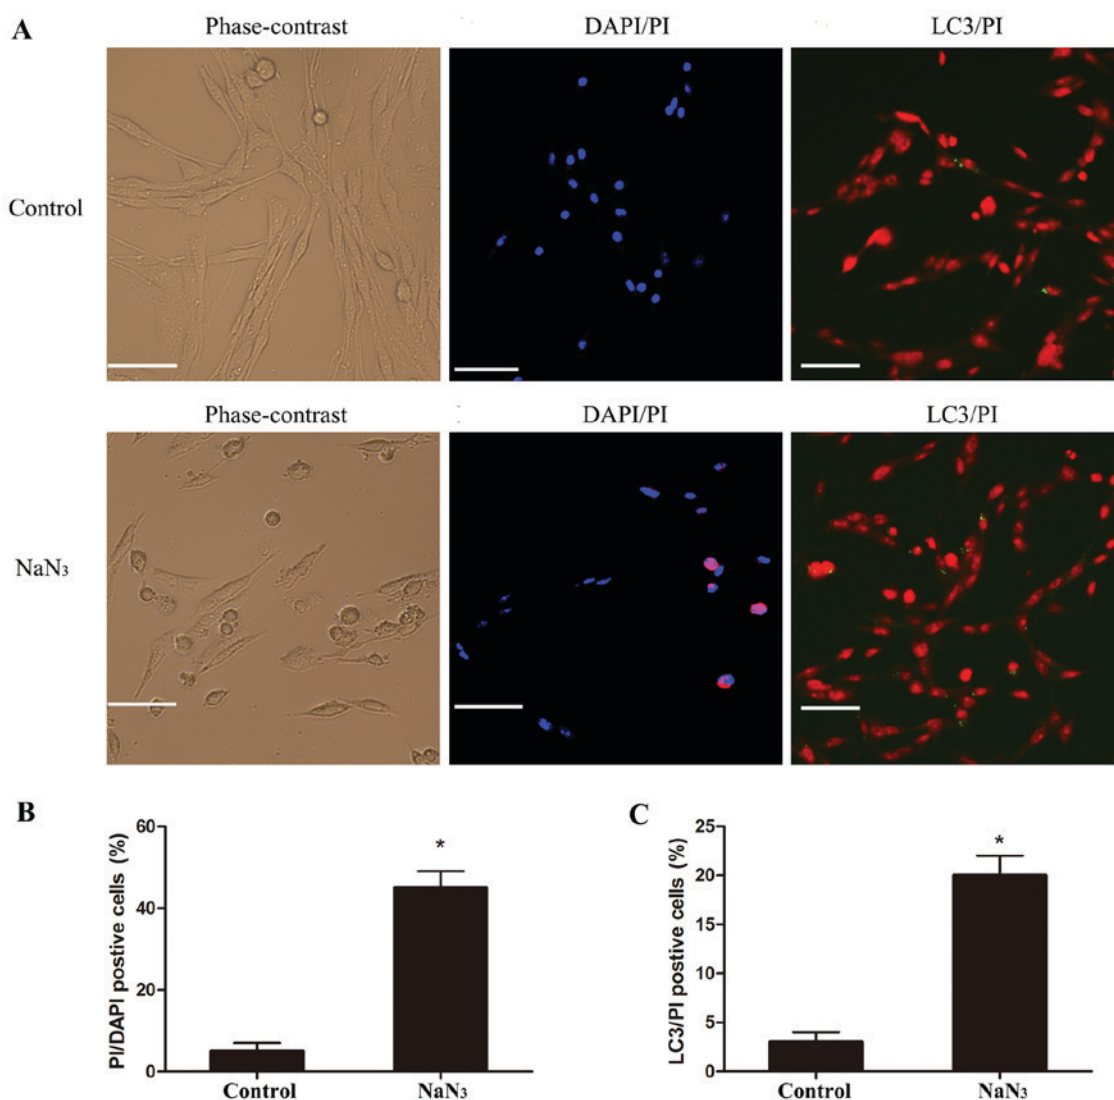 A
Phase-contrast DAPI/PI LC3/PI
Control
Phase-contrast DAPI/PI LC3/PI
NaN₃
B
PI/DAPI postive cells (%)
60
40
20
0
*
Control NaN₃
C
LC3/PI postive cells (%)
25
20
15
10
5
0
*
Control NaN₃